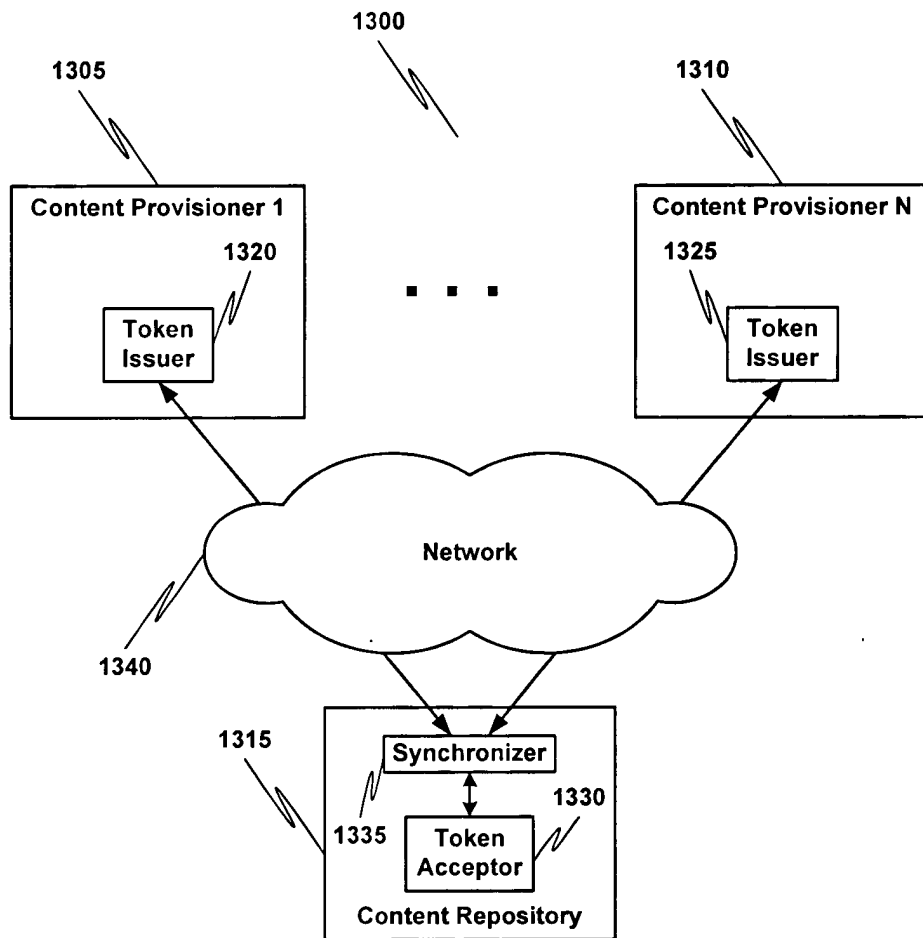 1300
1305
1310
Content Provisioner 1
Content Provisioner N
1320
1325
Token
Issuer
Token
Issuer
Network
1340
1315
Synchronizer
1335
1330
Token
Acceptor
Content Repository